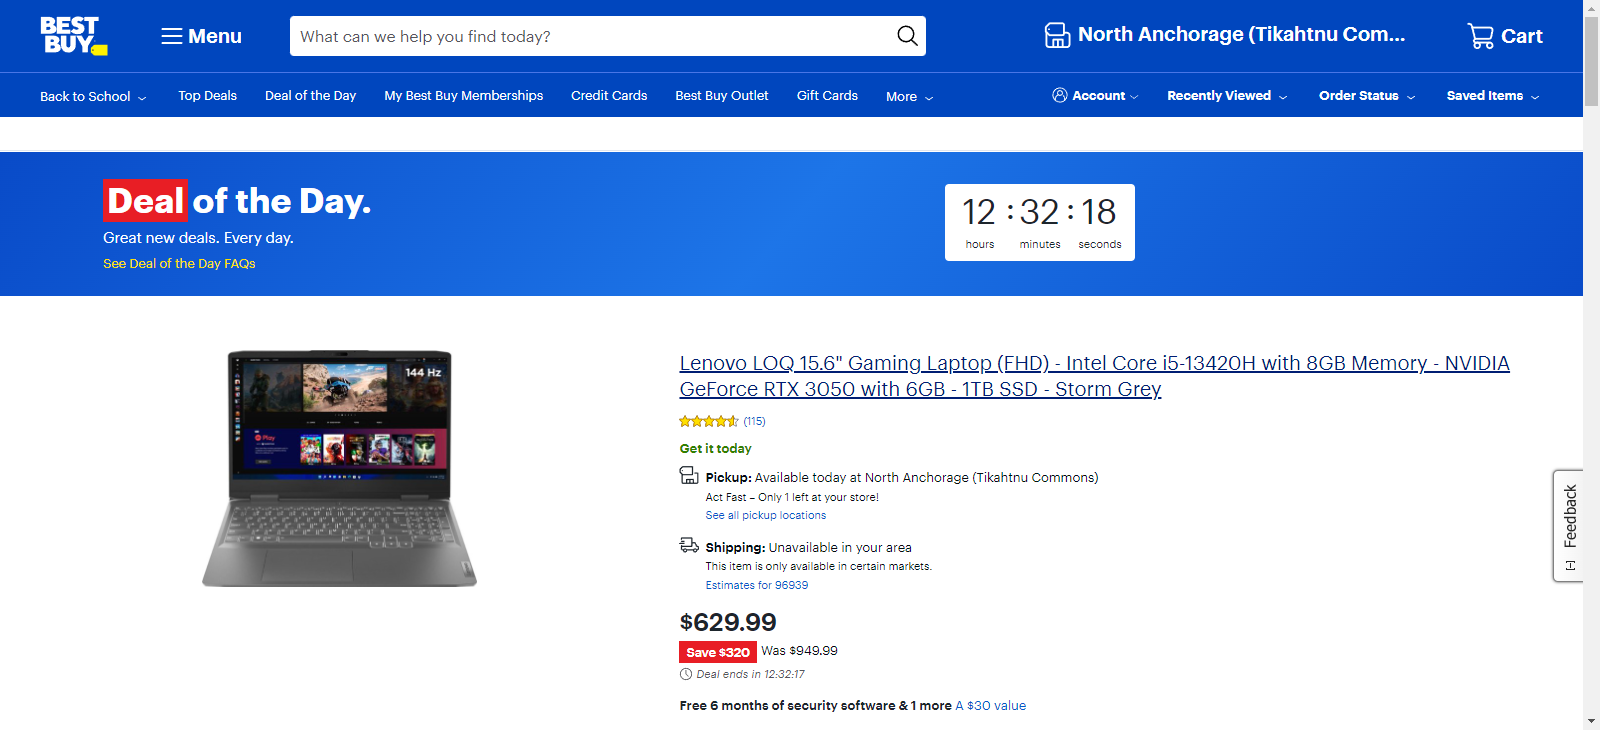 BEST
BUY
Menu
What can we help you find today?
North Anchorage (Tikahtnu Com...
Cart
Back to School
Top Deals
Deal of the Day
My Best Buy Memberships
Credit Cards
Best Buy Outlet
Gift Cards
More
Account
Recently Viewed
Order Status
Saved Items
Deal of the Day.
Great new deals. Every day.
See Deal of the Day FAQs
12 : 32 : 18
hours minutes seconds
144 Hz
Play
Lenovo LOQ 15.6" Gaming Laptop (FHD) - Intel Core i5-13420H with 8GB Memory - NVIDIA
GeForce RTX 3050 with 6GB - 1TB SSD - Storm Grey
(115)
Get it today
Pickup: Available today at North Anchorage (Tikahtnu Commons)
Act Fast – Only 1 left at your store!
See all pickup locations
Shipping: Unavailable in your area
This item is only available in certain markets.
Estimates for 96939
$629.99
Save $320 Was $949.99
Deal ends in 12:32:17
Free 6 months of security software & 1 more A $30 value
Feedback